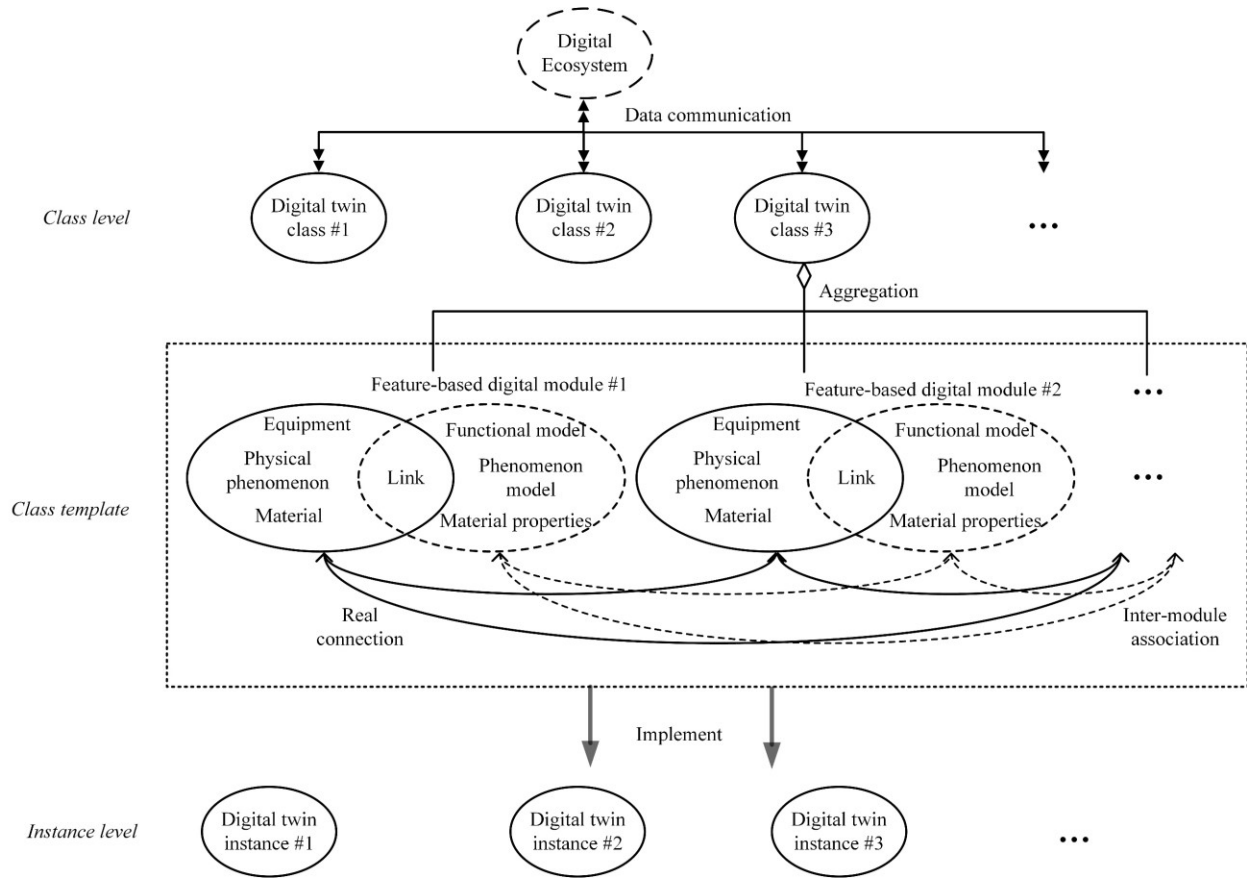 Digital
Ecosystem
Data communication
Class level
Digital twin
class #1
Digital twin
class #2
Digital twin
class #3
...
Aggregation
Class template
Feature-based digital module #1
Equipment
Physical
phenomenon
Material
Link
Functional model
Phenomenon
model
Material properties
Feature-based digital module #2
Equipment
Physical
phenomenon
Material
Link
Functional model
Phenomenon
model
Material properties
...
...
Real
connection
Inter-module
association
Implement
Instance level
Digital twin
instance #1
Digital twin
instance #2
Digital twin
instance #3
...